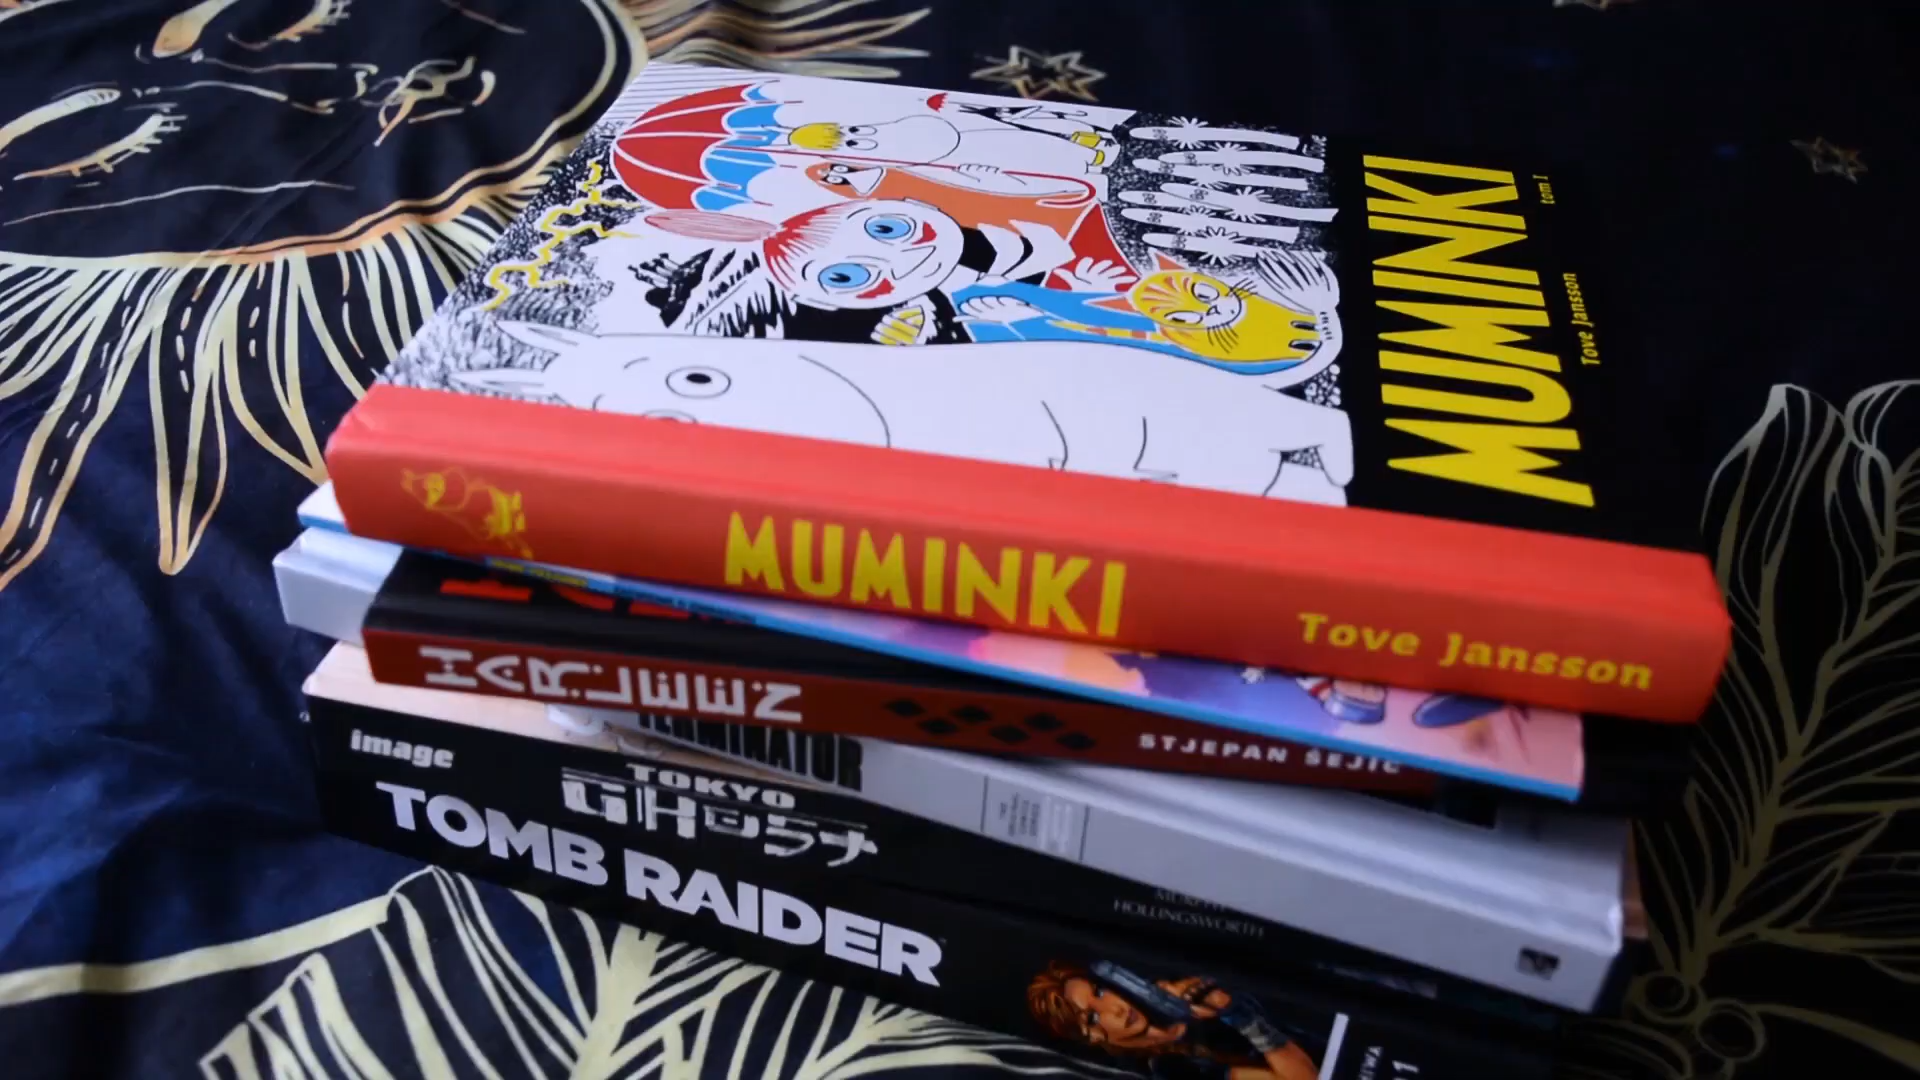 MUMINKI
tom I
Tove Jansson
MUMINKI
Tove Jansson
HARLEEN
STJEPAN ŠEJIĆ
TERMINATOR
image
TOKYO
GHOST
HOLLINGSWORTH
TOMB RAIDER
1